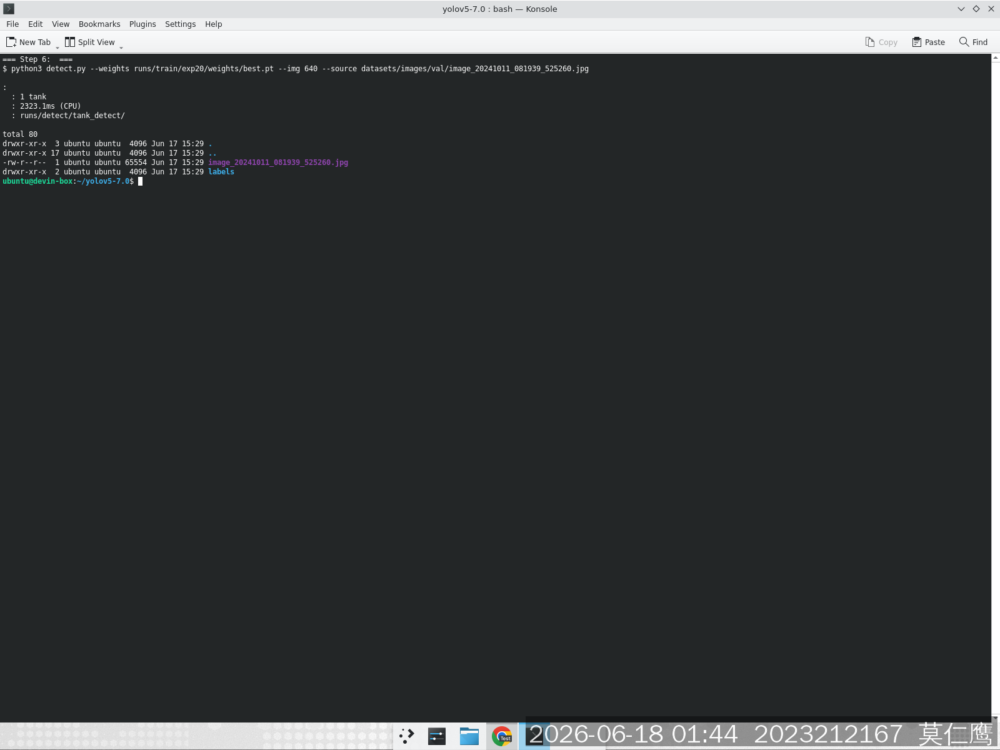 yolov5-7.0 : bash — Konsole
File Edit View Bookmarks Plugins Settings Help
New Tab Split View Copy Paste Find
=== Step 6:  ===
$ python3 detect.py --weights runs/train/exp20/weights/best.pt --img 640 --source datasets/images/val/image_20241011_081939_525260.jpg
:
  : 1 tank
  : 2323.1ms (CPU)
  : runs/detect/tank_detect/
total 80
drwxr-xr-x  3 ubuntu ubuntu  4096 Jun 17 15:29 .
drwxr-xr-x 17 ubuntu ubuntu  4096 Jun 17 15:29 ..
-rw-r--r--  1 ubuntu ubuntu 65554 Jun 17 15:29 image_20241011_081939_525260.jpg
drwxr-xr-x  2 ubuntu ubuntu  4096 Jun 17 15:29 labels
ubuntu@devin-box:~/yolov5-7.0$
Test
2026-06-18 01:44 2023212167 莫仁鹰